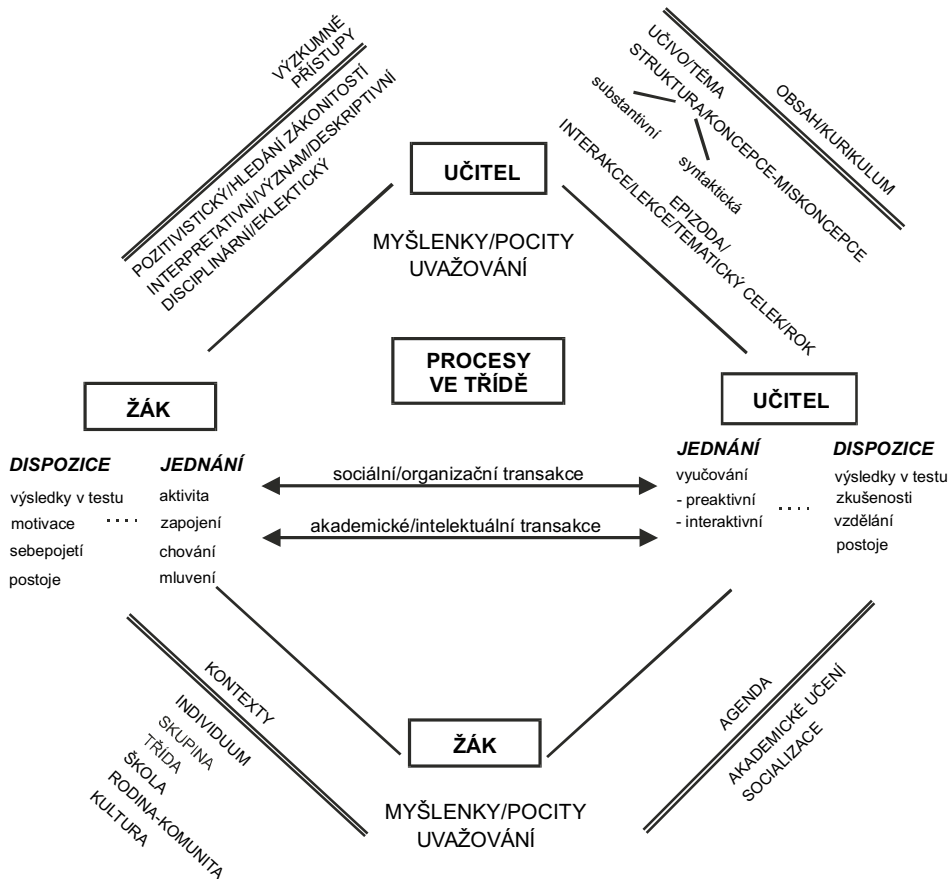 VÝZKUMNÉ
PŘÍSTUPY
POZITIVISTICKÝ/HLEDÁNÍ ZÁKONITOSTÍ
INTERPRETATIVNÍ/VÝZNAM/DESKRIPTIVNÍ
DISCIPLINÁRNÍ/EKLEKTICKÝ
OBSAH/KURIKULUM
UČIVO/TÉMA
STRUKTURA/KONCEPCE-MISKONCEPCE
substantivní
syntaktická
EPIZODA/
INTERAKCE/LEKCE/TEMATICKÝ CELEK/ROK
UČITEL
MYŠLENKY/POCITY
UVAŽOVÁNÍ
PROCESY
VE TŘÍDĚ
ŽÁK
DISPOZICE
výsledky v testu
motivace
sebepojetí
postoje
JEDNÁNÍ
aktivita
zapojení
chování
mluvení
sociální/organizační transakce
akademické/intelektuální transakce
UČITEL
JEDNÁNÍ
vyučování
- preaktivní
- interaktivní
DISPOZICE
výsledky v testu
zkušenosti
vzdělání
postoje
KONTEXTY
INDIVIDUUM
SKUPINA
TŘÍDA
ŠKOLA
RODINA-KOMUNITA
KULTURA
ŽÁK
MYŠLENKY/POCITY
UVAŽOVÁNÍ
AGENDA
AKADEMICKÉ UČENÍ
SOCIALIZACE